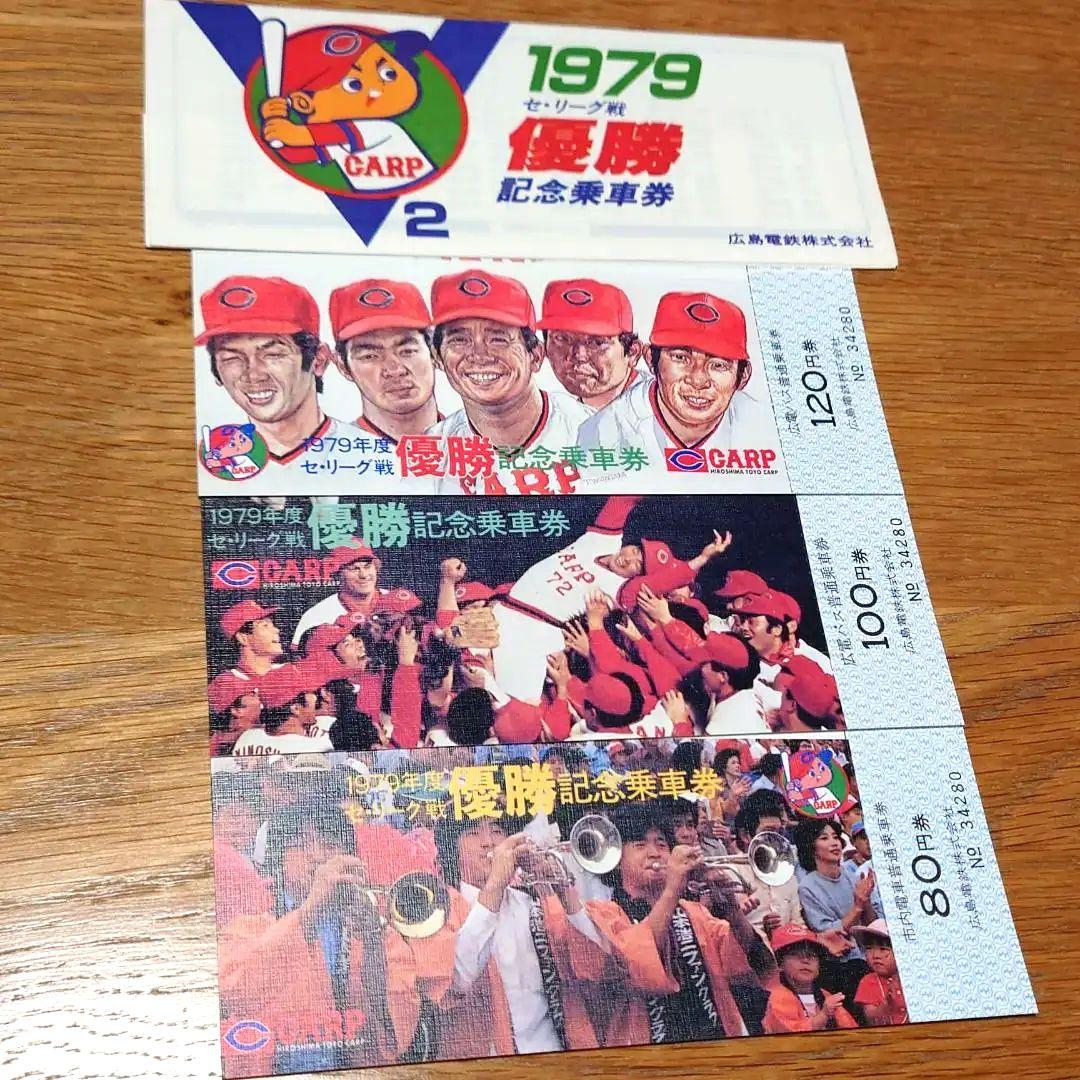 1979
セ・リーグ戦
優勝
記念乗車券
CARP
V2
広島電鉄株式会社
1979年度
セ・リーグ戦
優勝記念乗車券
CARP
HIROSHIMA TOYO CARP
CARP
広電バス普通乗車券
120円券
広島電鉄株式会社
No 34280
1979年度
セ・リーグ戦
優勝記念乗車券
CARP
HIROSHIMA TOYO CARP
CARP
72
広電バス普通乗車券
100円券
広島電鉄株式会社
No 34280
1979年度
セ・リーグ戦
優勝記念乗車券
CARP
CARP
HIROSHIMA TOYO CARP
市内電車普通乗車券
80円券
広島電鉄株式会社
No 34280